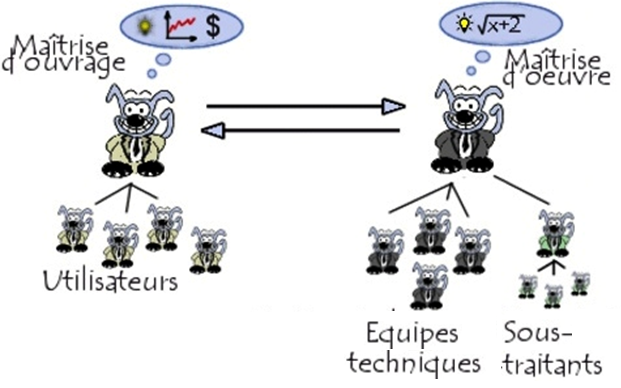 $
√x+2
Maîtrise
d'ouvrage
Maîtrise
d'oeuvre
Utilisateurs
Equipes
techniques
Sous-
traitants